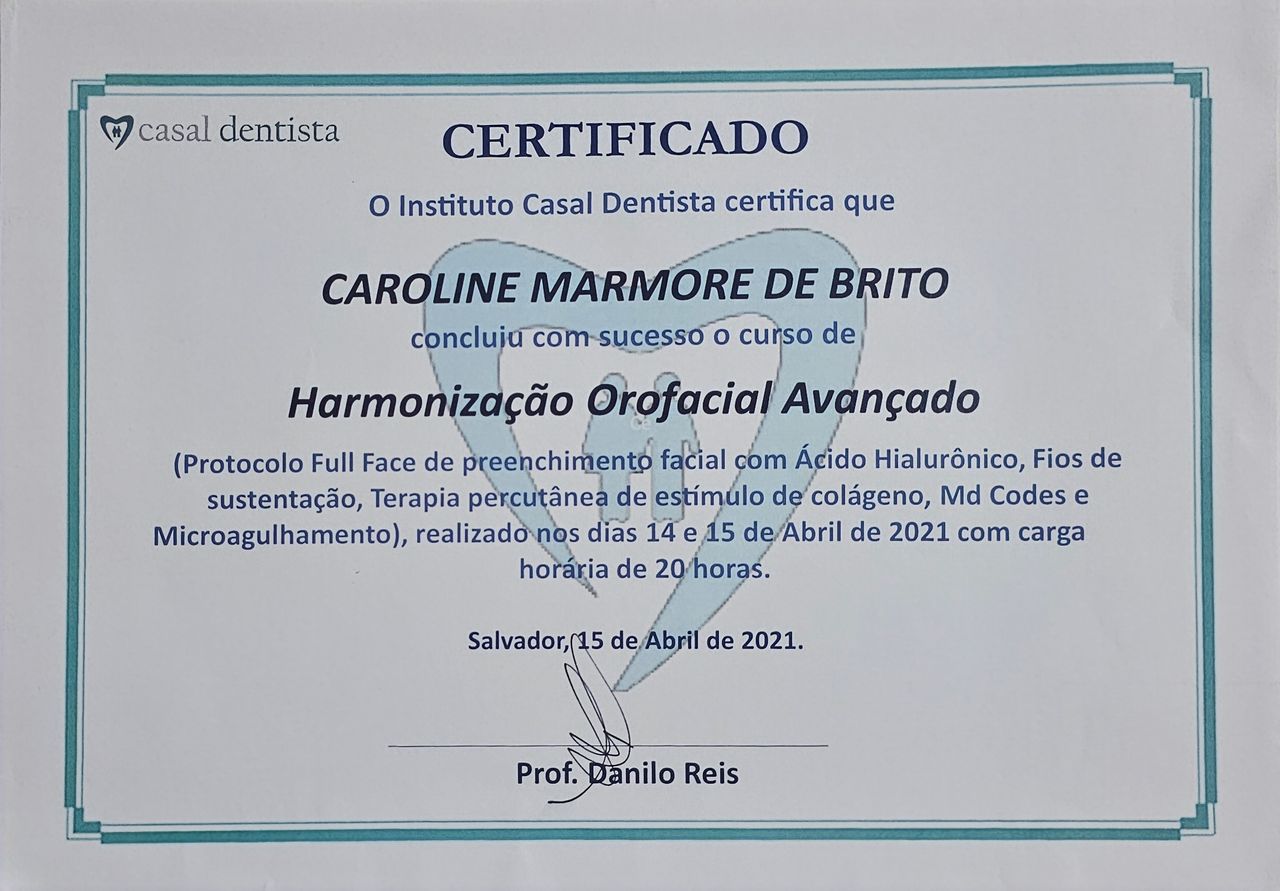 casal dentista
CERTIFICADO
O Instituto Casal Dentista certifica que
CAROLINE MARMORE DE BRITO
concluiu com sucesso o curso de
Harmonização Orofacial Avançado
(Protocolo Full Face de preenchimento facial com Ácido Hialurônico, Fios de
sustentação, Terapia percutânea de estímulo de colágeno, Md Codes e
Microagulhamento), realizado nos dias 14 e 15 de Abril de 2021 com carga
horária de 20 horas.
Salvador, 15 de Abril de 2021.
Prof. Danilo Reis